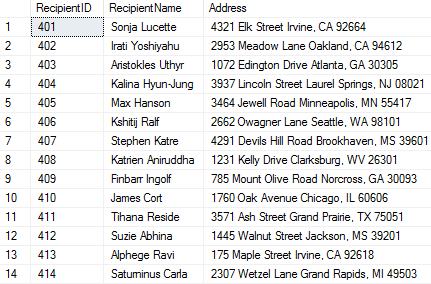 RecipientID RecipientName Address
1 401 Sonja Lucette 4321 Elk Street Irvine, CA 92664
2 402 Irati Yoshiyahu 2953 Meadow Lane Oakland, CA 94612
3 403 Aristokles Uthyr 1072 Edington Drive Atlanta, GA 30305
4 404 Kalina Hyun-Jung 3937 Lincoln Street Laurel Springs, NJ 08021
5 405 Max Hanson 3464 Jewell Road Minneapolis, MN 55417
6 406 Kshitij Ralf 2662 Owagner Lane Seattle, WA 98101
7 407 Stephen Katre 4291 Devils Hill Road Brookhaven, MS 39601
8 408 Katrien Aniruddha 1231 Kelly Drive Clarksburg, WV 26301
9 409 Finbarr Ingolf 785 Mount Olive Road Norcross, GA 30093
10 410 James Cort 1760 Oak Avenue Chicago, IL 60606
11 411 Tihana Reside 3571 Ash Street Grand Prairie, TX 75051
12 412 Suzie Abhina 1445 Walnut Street Jackson, MS 39201
13 413 Alphege Ravi 175 Maple Street Irvine, CA 92618
14 414 Saturninus Carla 2307 Wetzel Lane Grand Rapids, MI 49503